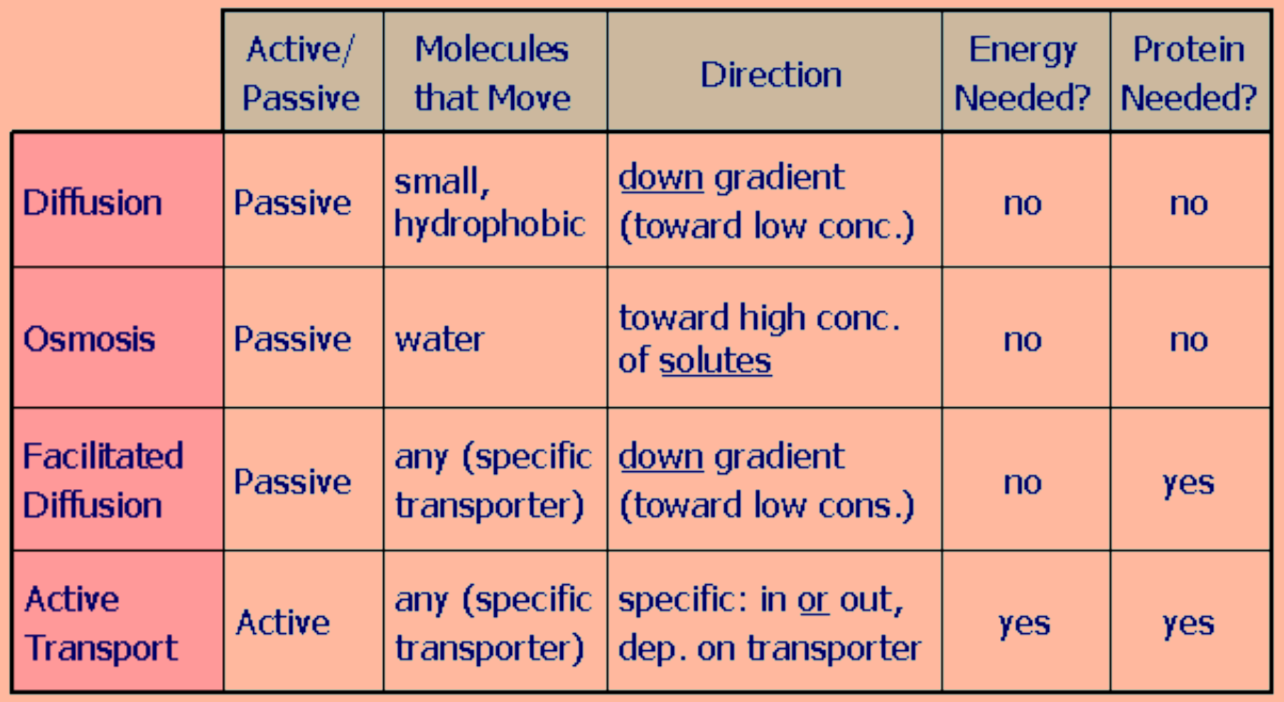 Active/
Passive
Molecules
that Move
Direction
Energy
Needed?
Protein
Needed?
Diffusion
Passive
small,
hydrophobic
down gradient
(toward low conc.)
no
no
Osmosis
Passive
water
toward high conc.
of solutes
no
no
Facilitated
Diffusion
Passive
any (specific
transporter)
down gradient
(toward low cons.)
no
yes
Active
Transport
Active
any (specific
transporter)
specific: in or out,
dep. on transporter
yes
yes